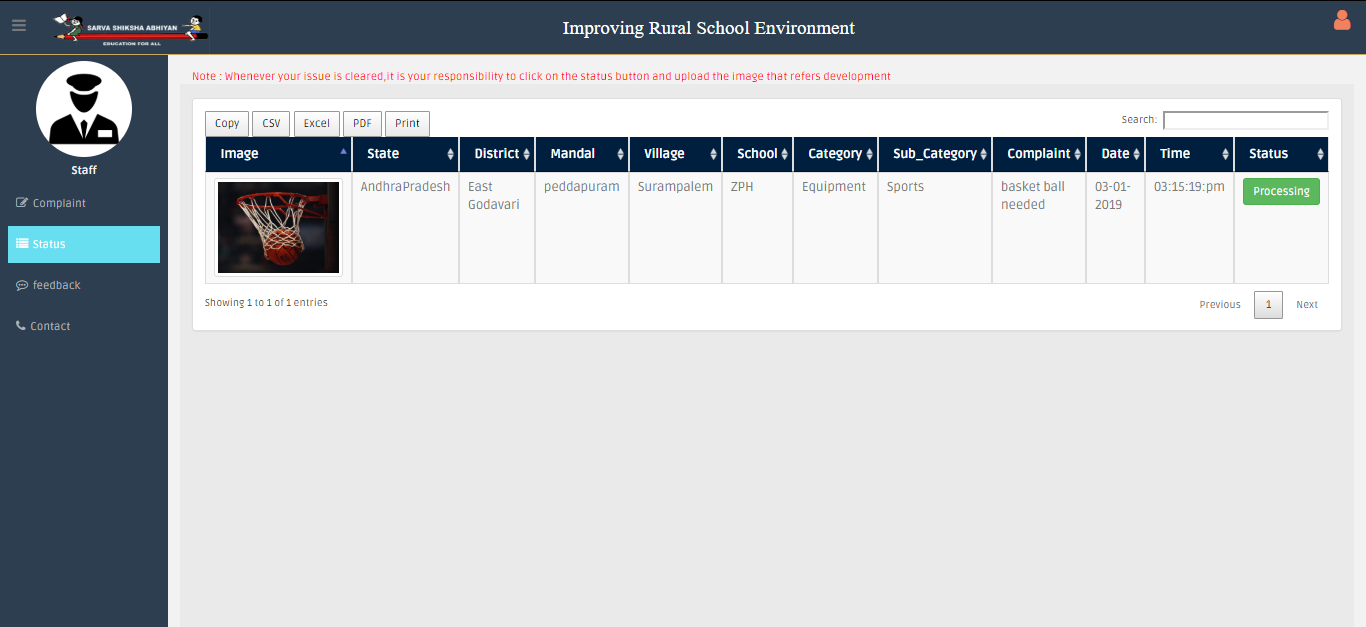 SARVA SHIKSHA ABHIYAN
EDUCATION FOR ALL
Improving Rural School Environment
Staff
Complaint
Status
feedback
Contact
Note : Whenever your issue is cleared,it is your responsibility to click on the status button and upload the image that refers development
Copy CSV Excel PDF Print
Search:
Image State District Mandal Village School Category Sub_Category Complaint Date Time Status
AndhraPradesh East peddapuram Surampalem ZPH Equipment Sports basket ball 03-01- 03:15:19:pm Processing
Godavari needed 2019
Showing 1 to 1 of 1 entries
Previous 1 Next